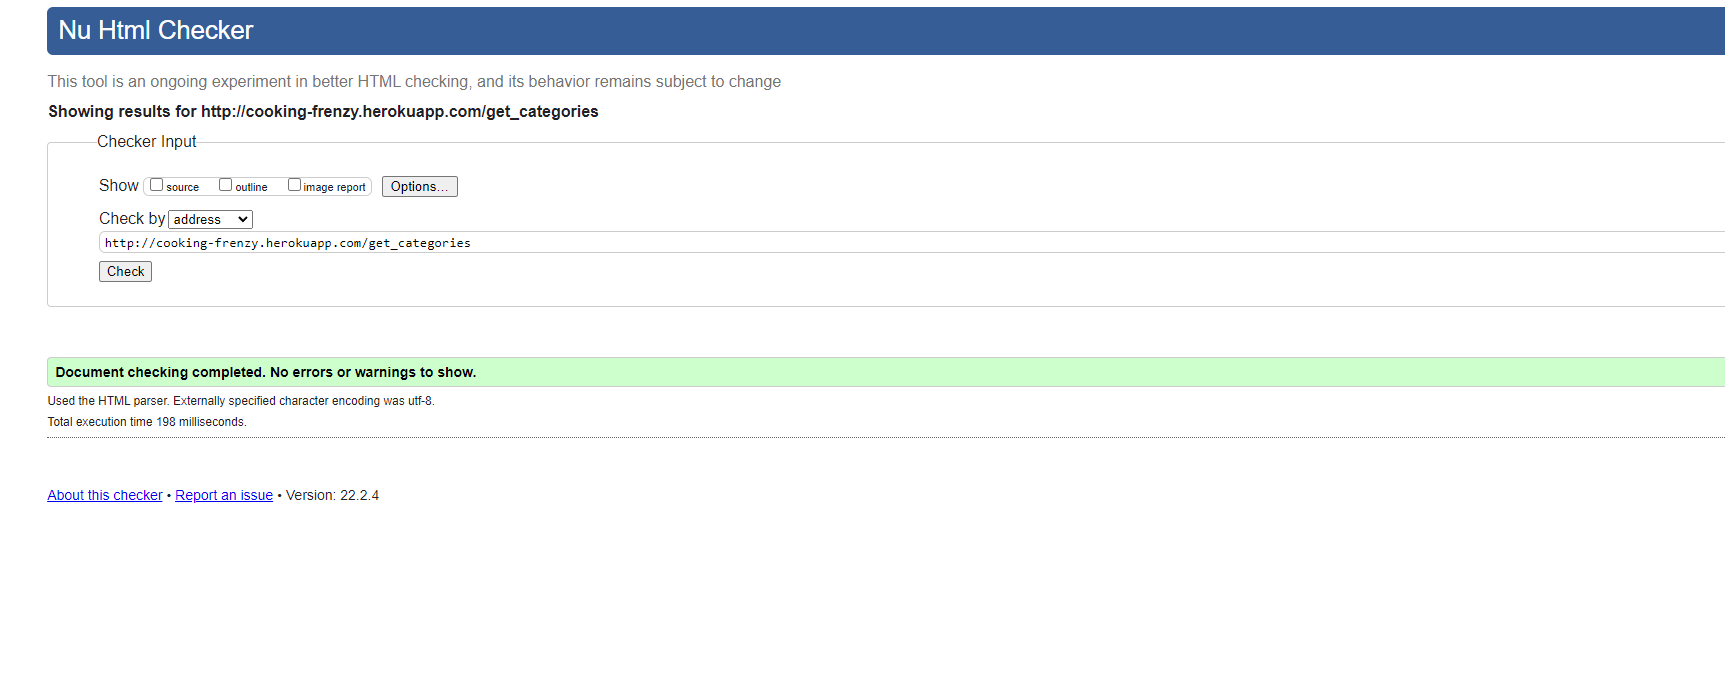 Nu Html Checker
This tool is an ongoing experiment in better HTML checking, and its behavior remains subject to change
Showing results for http://cooking-frenzy.herokuapp.com/get_categories
Checker Input
Show source outline image report Options...
Check by address
http://cooking-frenzy.herokuapp.com/get_categories
Check
Document checking completed. No errors or warnings to show.
Used the HTML parser. Externally specified character encoding was utf-8.
Total execution time 198 milliseconds.
About this checker • Report an issue • Version: 22.2.4